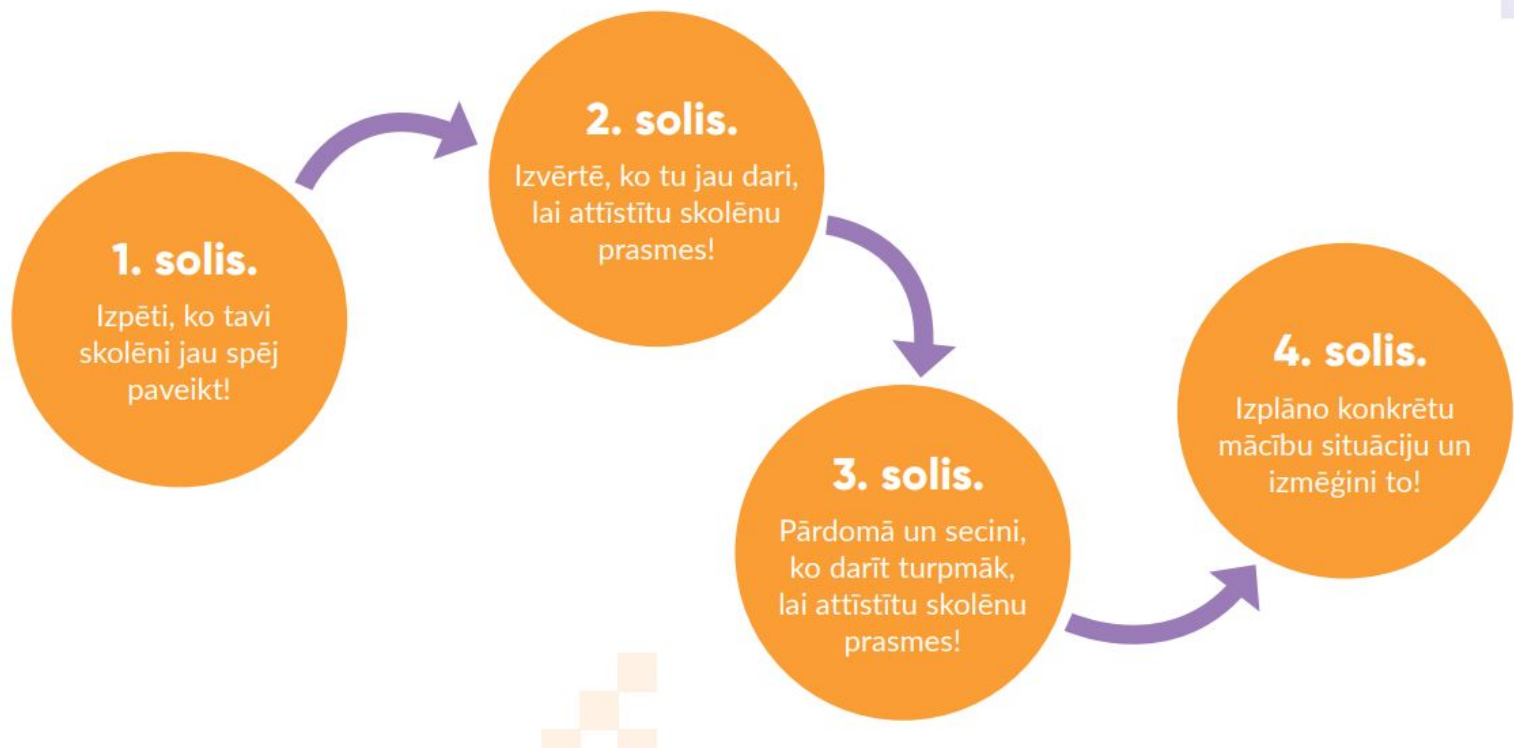 1. solis.
Izpēti, ko tavi
skolēni jau spēj
paveikt!
2. solis.
Izvērtē, ko tu jau dari,
lai attīstītu skolēnu
prasmes!
3. solis.
Pārdomā un secini,
ko darīt turpmāk,
lai attīstītu skolēnu
prasmes!
4. solis.
Izplāno konkrētu
mācību situāciju un
izmēģini to!